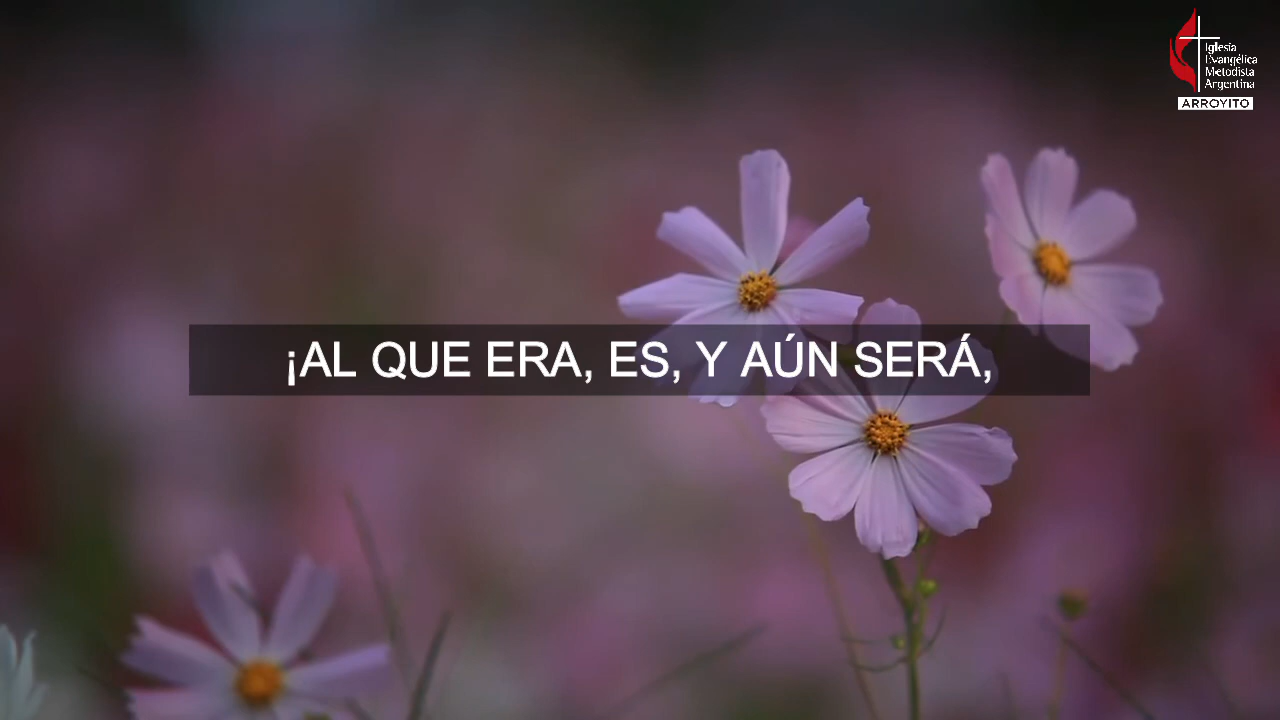 Iglesia
Evangélica
Metodista
Argentina
ARROYITO
¡AL QUE ERA, ES, Y AÚN SERÁ,